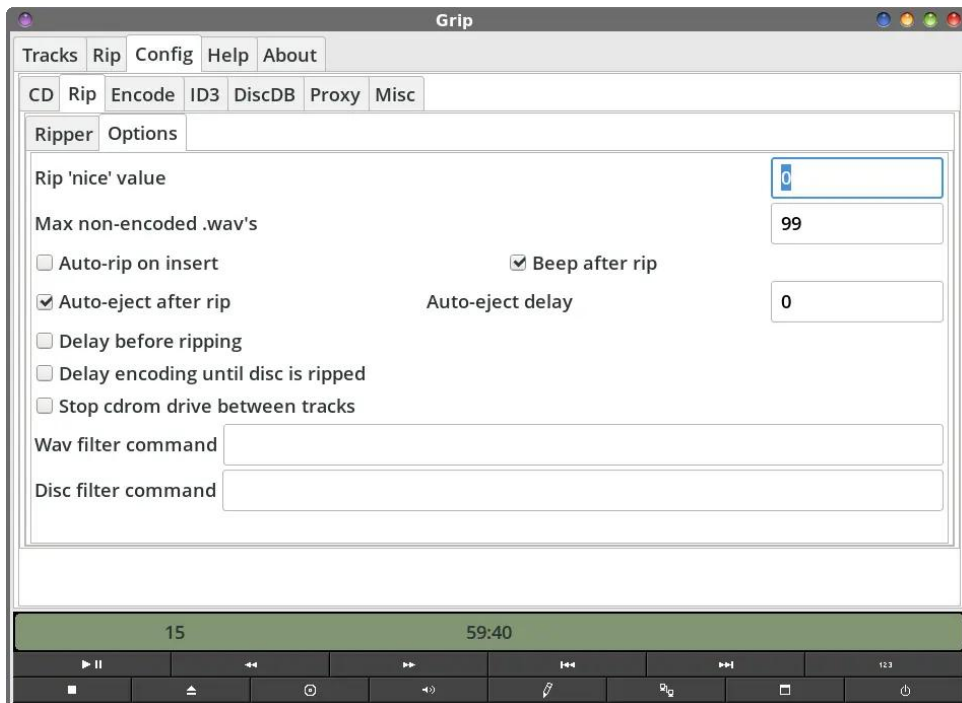 Grip
Tracks Rip Config Help About
CD Rip Encode ID3 DiscDB Proxy Misc
Ripper Options
Rip 'nice' value 0
Max non-encoded .wav's 99
Auto-rip on insert Beep after rip
Auto-eject after rip Auto-eject delay 0
Delay before ripping
Delay encoding until disc is ripped
Stop cdrom drive between tracks
Wav filter command
Disc filter command
15 59:40
123